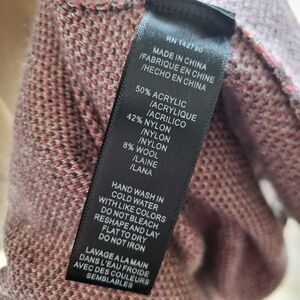 RN 142790
MADE IN CHINA
/FABRIQUE EN CHINE
/HECHO EN CHINA
50% ACRYLIC
/ACRYLIQUE
/ACRILICO
42% NYLON
/NYLON
/NYLON
8% WOOL
/LAINE
/LANA
HAND WASH IN
COLD WATER
WITH LIKE COLORS
DO NOT BLEACH
RESHAPE AND LAY
FLAT TO DRY
DO NOT IRON
LAVAGE A LA MAIN
DANS L'EAU FROIDE
AVEC DES COULEURS
SEMBLABLES